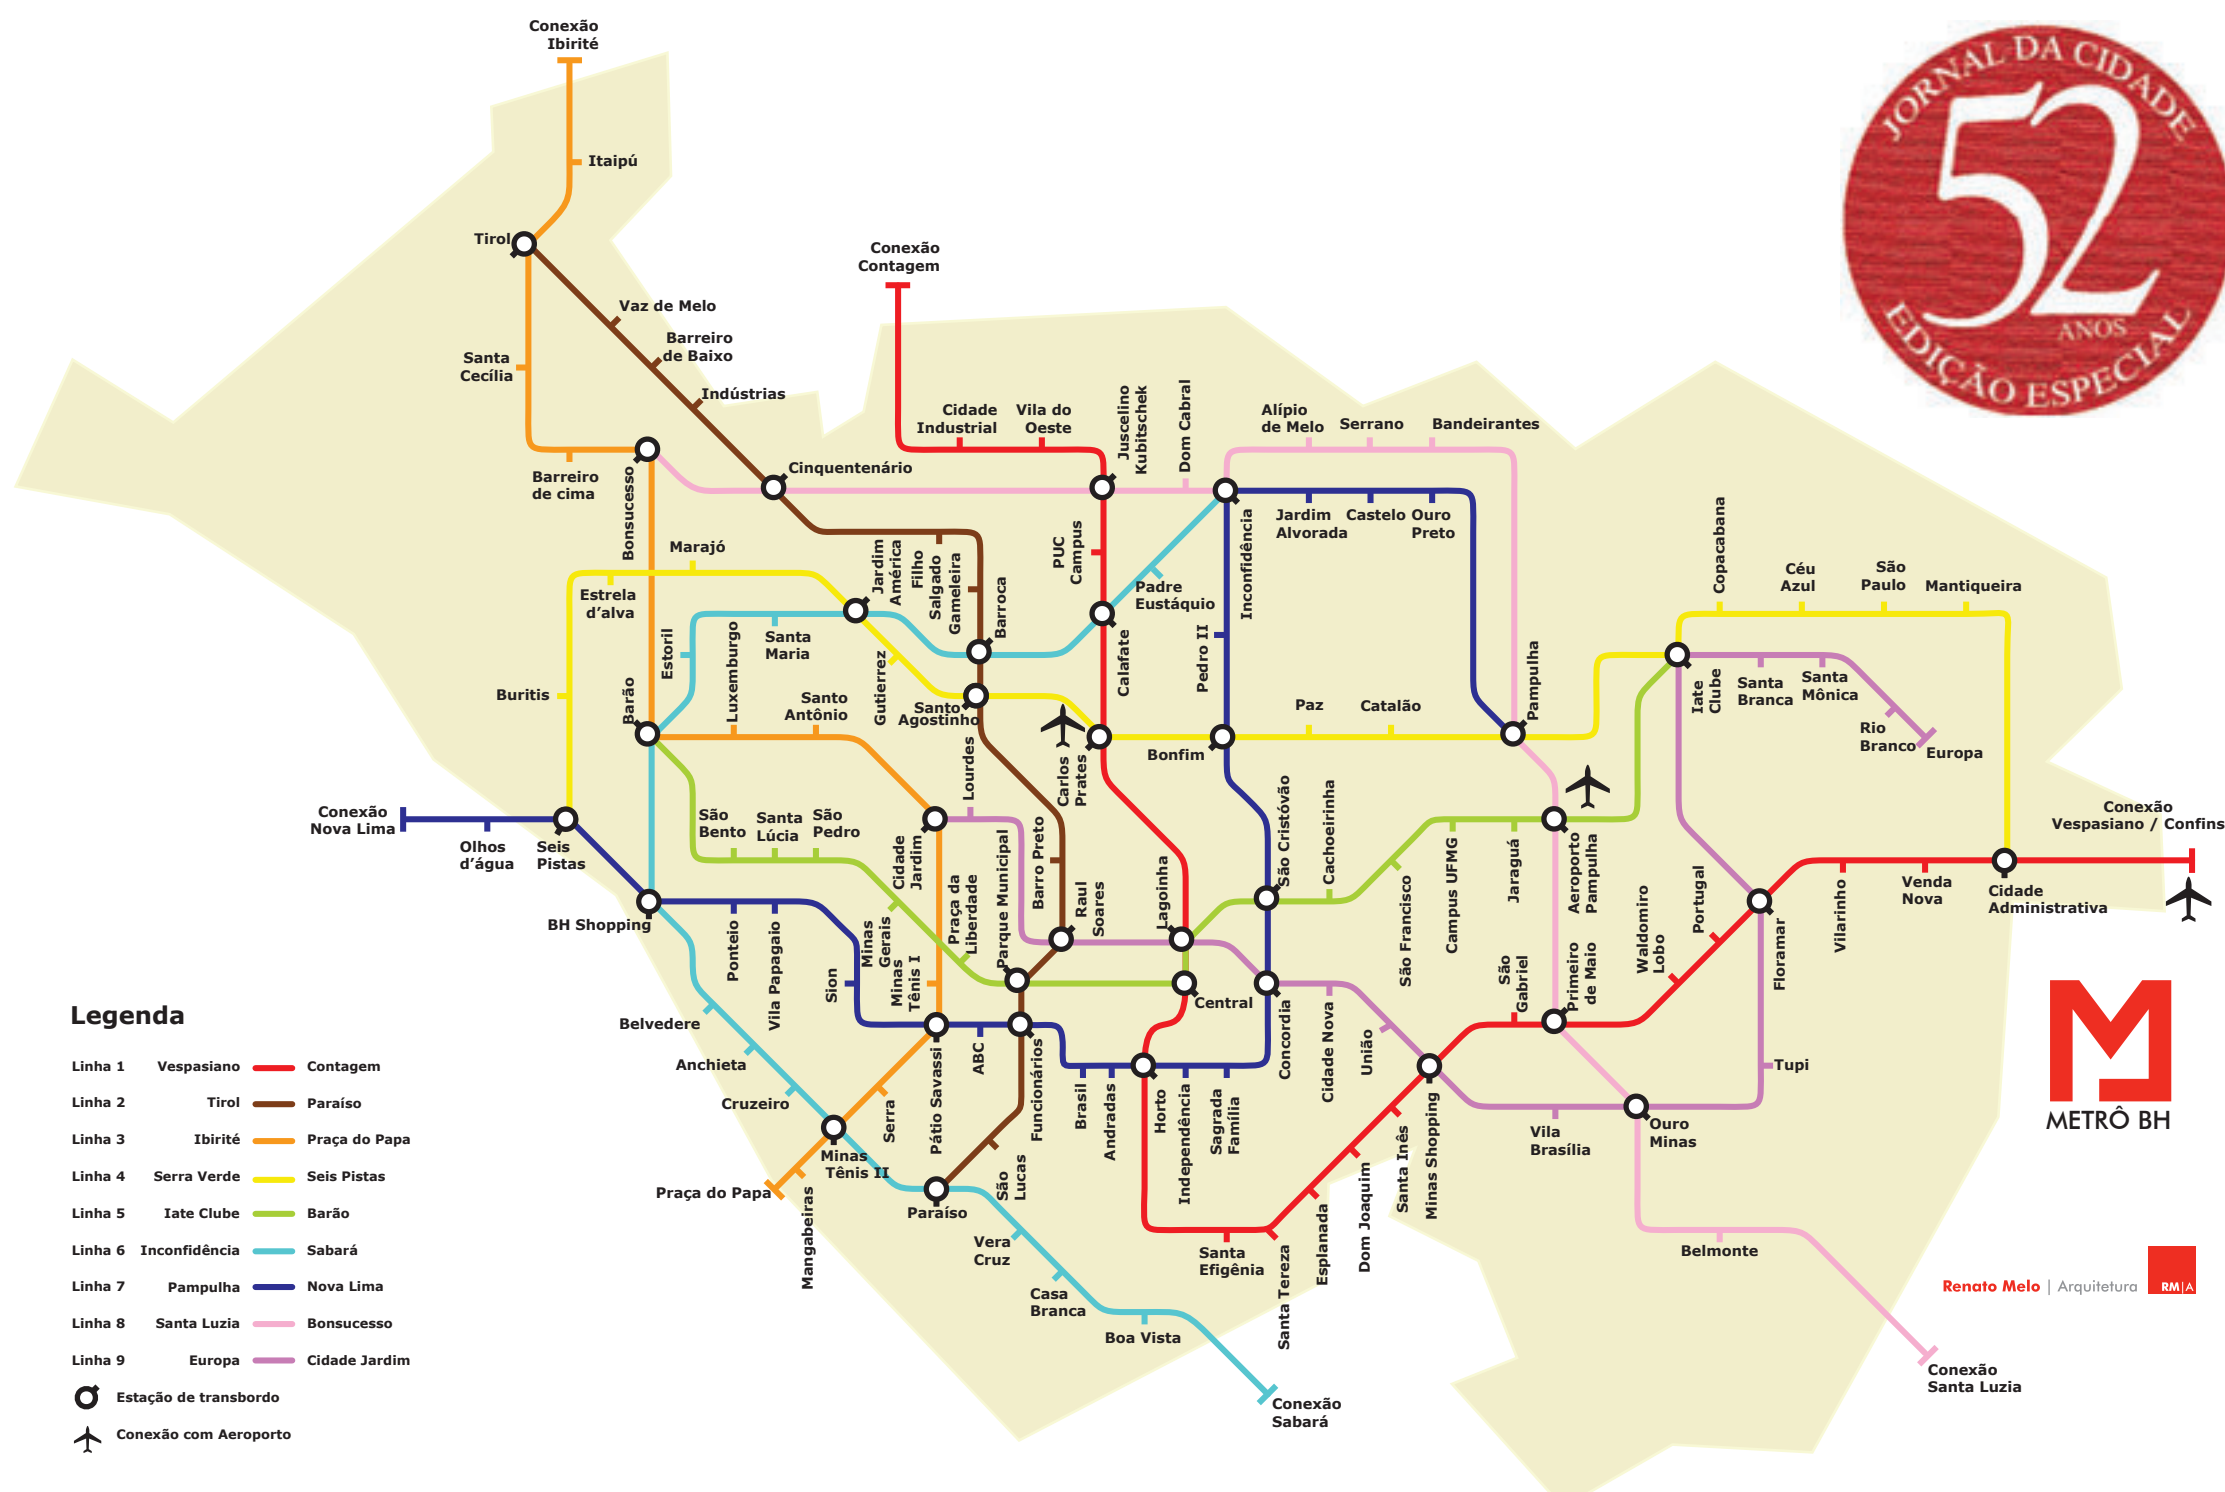 Conexão
Ibirité
Itaipú
Tirol
JORNAL DA CIDADE
52
ANOS
EDIÇÃO ESPECIAL
Conexão
Contagem
Vaz de Melo
Barreiro
de Baixo
Indústrias
Santa
Cecília
Barreiro
de cima
Bonsucesso
Cinquentenário
Cidade
Industrial
Vila do
Oeste
Juscelino
Kubitschek
Dom Cabral
Alípio
de Melo
Serrano
Bandeirantes
Jardim
Alvorada
Castelo
Ouro
Preto
Inconfidência
Marajó
Estrela
d’alva
Jardim
América
Filho
Salgado
Gameleira
Barroca
PUC
Campus
Padre
Eustáquio
Calafate
Pedro II
Pampulha
Copacabana
Céu
Azul
São
Paulo
Mantiqueira
Iate
Clube
Santa
Branca
Santa
Mônica
Rio
Branco
Europa
Buritis
Estoril
Barão
Santa
Maria
Luxemburgo
Santo
Antônio
Gutierrez
Santo
Agostinho
Lourdes
Carlos
Prates
Bonfim
Paz
Catalão
Conexão
Nova Lima
Olhos
d’água
Seis
Pistas
São
Bento
Santa
Lúcia
São
Pedro
Cidade
Jardim
Praça da
Liberdade
Parque Municipal
Barro Preto
Raul
Soares
Lagoinha
São Cristóvão
Cachoeirinha
São Francisco
Campus UFMG
Jaraguá
Aeroporto
Pampulha
Conexão
Vespasiano / Confins
BH Shopping
Ponteio
Vila Papagaio
Sion
Minas
Gerais
Minas
Tênis I
Central
Concordia
Cidade Nova
União
São
Gabriel
Primeiro
de Maio
Waldomiro
Lobo
Portugal
Floramar
Vilarinho
Venda
Nova
Cidade
Administrativa
Belvedere
Anchieta
Cruzeiro
Serra
Pátio Savassi
ABC
Funcionários
Brasil
Andradas
Horto
Independência
Sagrada
Família
Minas Shopping
Santa Inês
Dom Joaquim
Esplanada
Santa Tereza
Santa
Efigênia
Vila
Brasília
Ouro
Minas
Tupi
Minas
Tênis II
Praça do Papa
Mangabeiras
Paraíso
São
Lucas
Vera
Cruz
Casa
Branca
Boa Vista
Conexão
Sabará
Belmonte
Conexão
Santa Luzia
METRÔ BH
Renato Melo | Arquitetura
RM|A
Legenda
Linha 1 Vespasiano Contagem
Linha 2 Tirol Paraíso
Linha 3 Ibirité Praça do Papa
Linha 4 Serra Verde Seis Pistas
Linha 5 Iate Clube Barão
Linha 6 Inconfidência Sabará
Linha 7 Pampulha Nova Lima
Linha 8 Santa Luzia Bonsucesso
Linha 9 Europa Cidade Jardim
Estação de transbordo
Conexão com Aeroporto